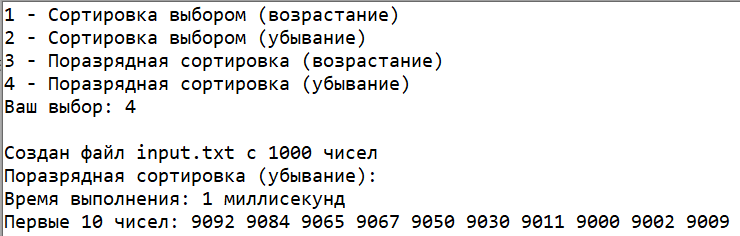 1 - Сортировка выбором (возрастание)
2 - Сортировка выбором (убывание)
3 - Поразрядная сортировка (возрастание)
4 - Поразрядная сортировка (убывание)
Ваш выбор: 4
Создан файл input.txt с 1000 чисел
Поразрядная сортировка (убывание):
Время выполнения: 1 миллисекунд
Первые 10 чисел: 9092 9084 9065 9067 9050 9030 9011 9000 9002 9009